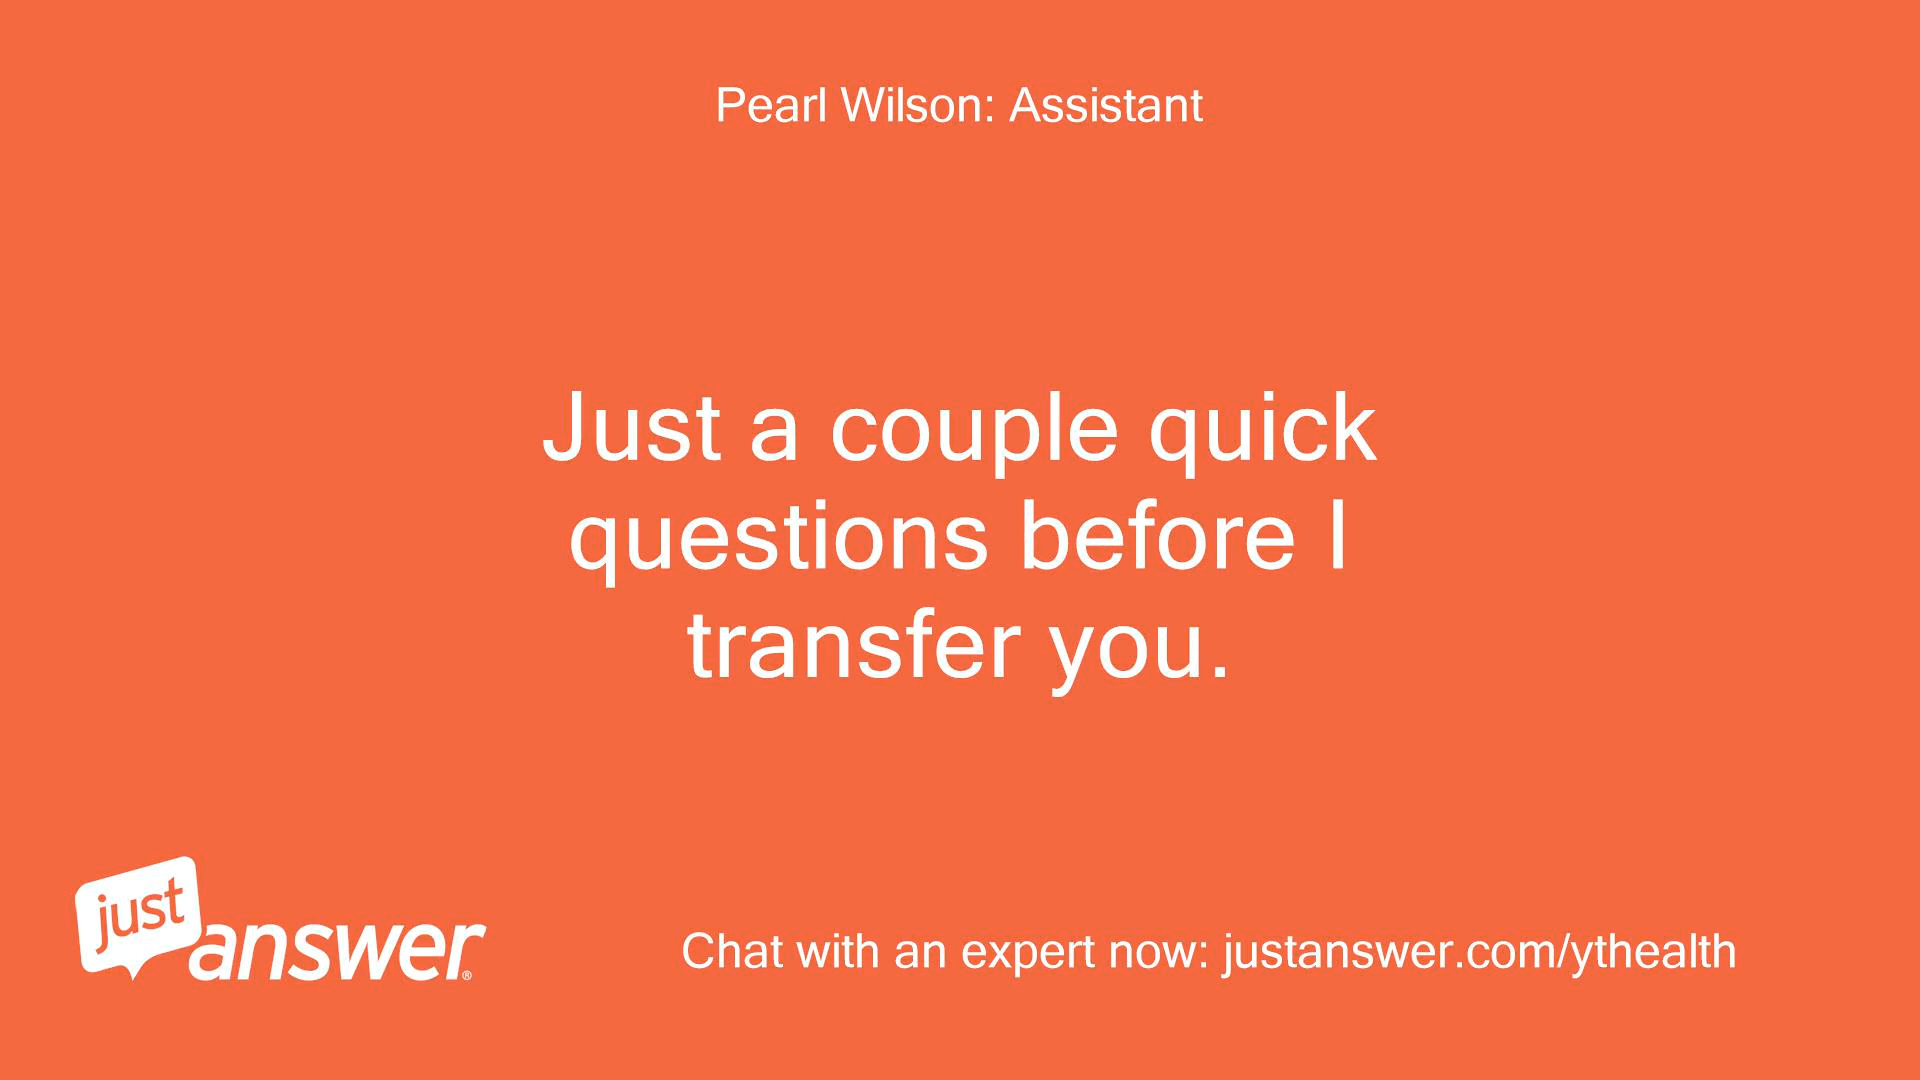 Pearl Wilson: Assistant
Just a couple quick
questions before I
transfer you.
just
answer®
Chat with an expert now: justanswer.com/ythealth